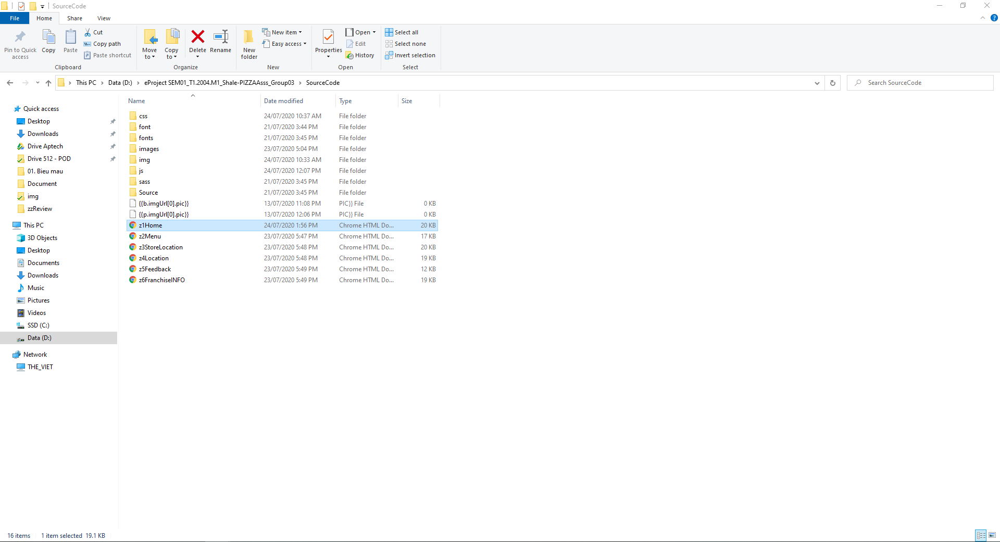 SourceCode
File Home Share View
Pin to Quick access
Copy
Paste
Cut
Copy path
Paste shortcut
Clipboard
Move to
Copy to
Delete
Rename
Organize
New folder
New item
Easy access
New
Properties
Open
Edit
History
Open
Select all
Select none
Invert selection
Select
This PC Data (D:) eProject SEM01_T1.2004.M1_Shale-PIZZAAsss_Group03 SourceCode
Search SourceCode
Quick access
Desktop
Downloads
Drive Aptech
Drive 512 - POD
01. Bieu mau
Document
img
zzReview
This PC
3D Objects
Desktop
Documents
Downloads
Music
Pictures
Videos
SSD (C:)
Data (D:)
Network
THE_VIET
Name Date modified Type Size
css 24/07/2020 10:37 AM File folder
font 21/07/2020 3:44 PM File folder
fonts 21/07/2020 3:45 PM File folder
images 23/07/2020 5:04 PM File folder
img 24/07/2020 10:33 AM File folder
js 24/07/2020 12:07 PM File folder
sass 21/07/2020 3:45 PM File folder
Source 21/07/2020 3:45 PM File folder
{{b.imgUrl[0].pic}} 13/07/2020 11:08 PM PIC}} File 0 KB
{{p.imgUrl[0].pic}} 13/07/2020 12:06 PM PIC}} File 0 KB
z1Home 24/07/2020 1:56 PM Chrome HTML Do... 20 KB
z2Menu 23/07/2020 5:47 PM Chrome HTML Do... 17 KB
z3StoreLocation 23/07/2020 5:48 PM Chrome HTML Do... 20 KB
z4Location 23/07/2020 5:48 PM Chrome HTML Do... 19 KB
z5Feedback 23/07/2020 5:49 PM Chrome HTML Do... 12 KB
z6FranchiseINFO 23/07/2020 5:49 PM Chrome HTML Do... 19 KB
16 items 1 item selected 19.1 KB